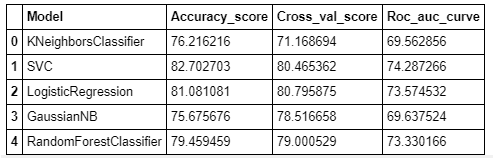 Model Accuracy_score Cross_val_score Roc_auc_curve
0 KNeighborsClassifier 76.216216 71.168694 69.562856
1 SVC 82.702703 80.465362 74.287266
2 LogisticRegression 81.081081 80.795875 73.574532
3 GaussianNB 75.675676 78.516658 69.637524
4 RandomForestClassifier 79.459459 79.000529 73.330166